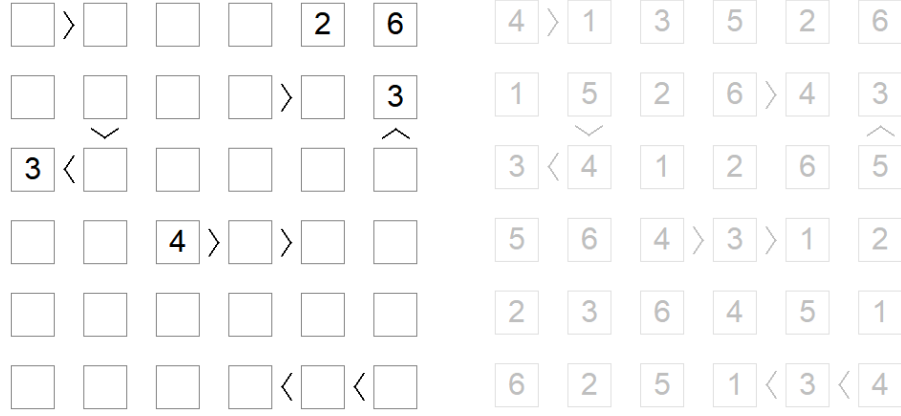 > 2 6 4 > 1 3 5 2 6
> 3 1 5 2 6 > 4 3
∨ ∧ ∨ ∧
3 < 3 < 4 1 2 6 5
4 > > 5 6 4 > 3 > 1 2
2 3 6 4 5 1
< < 6 2 5 1 < 3 < 4